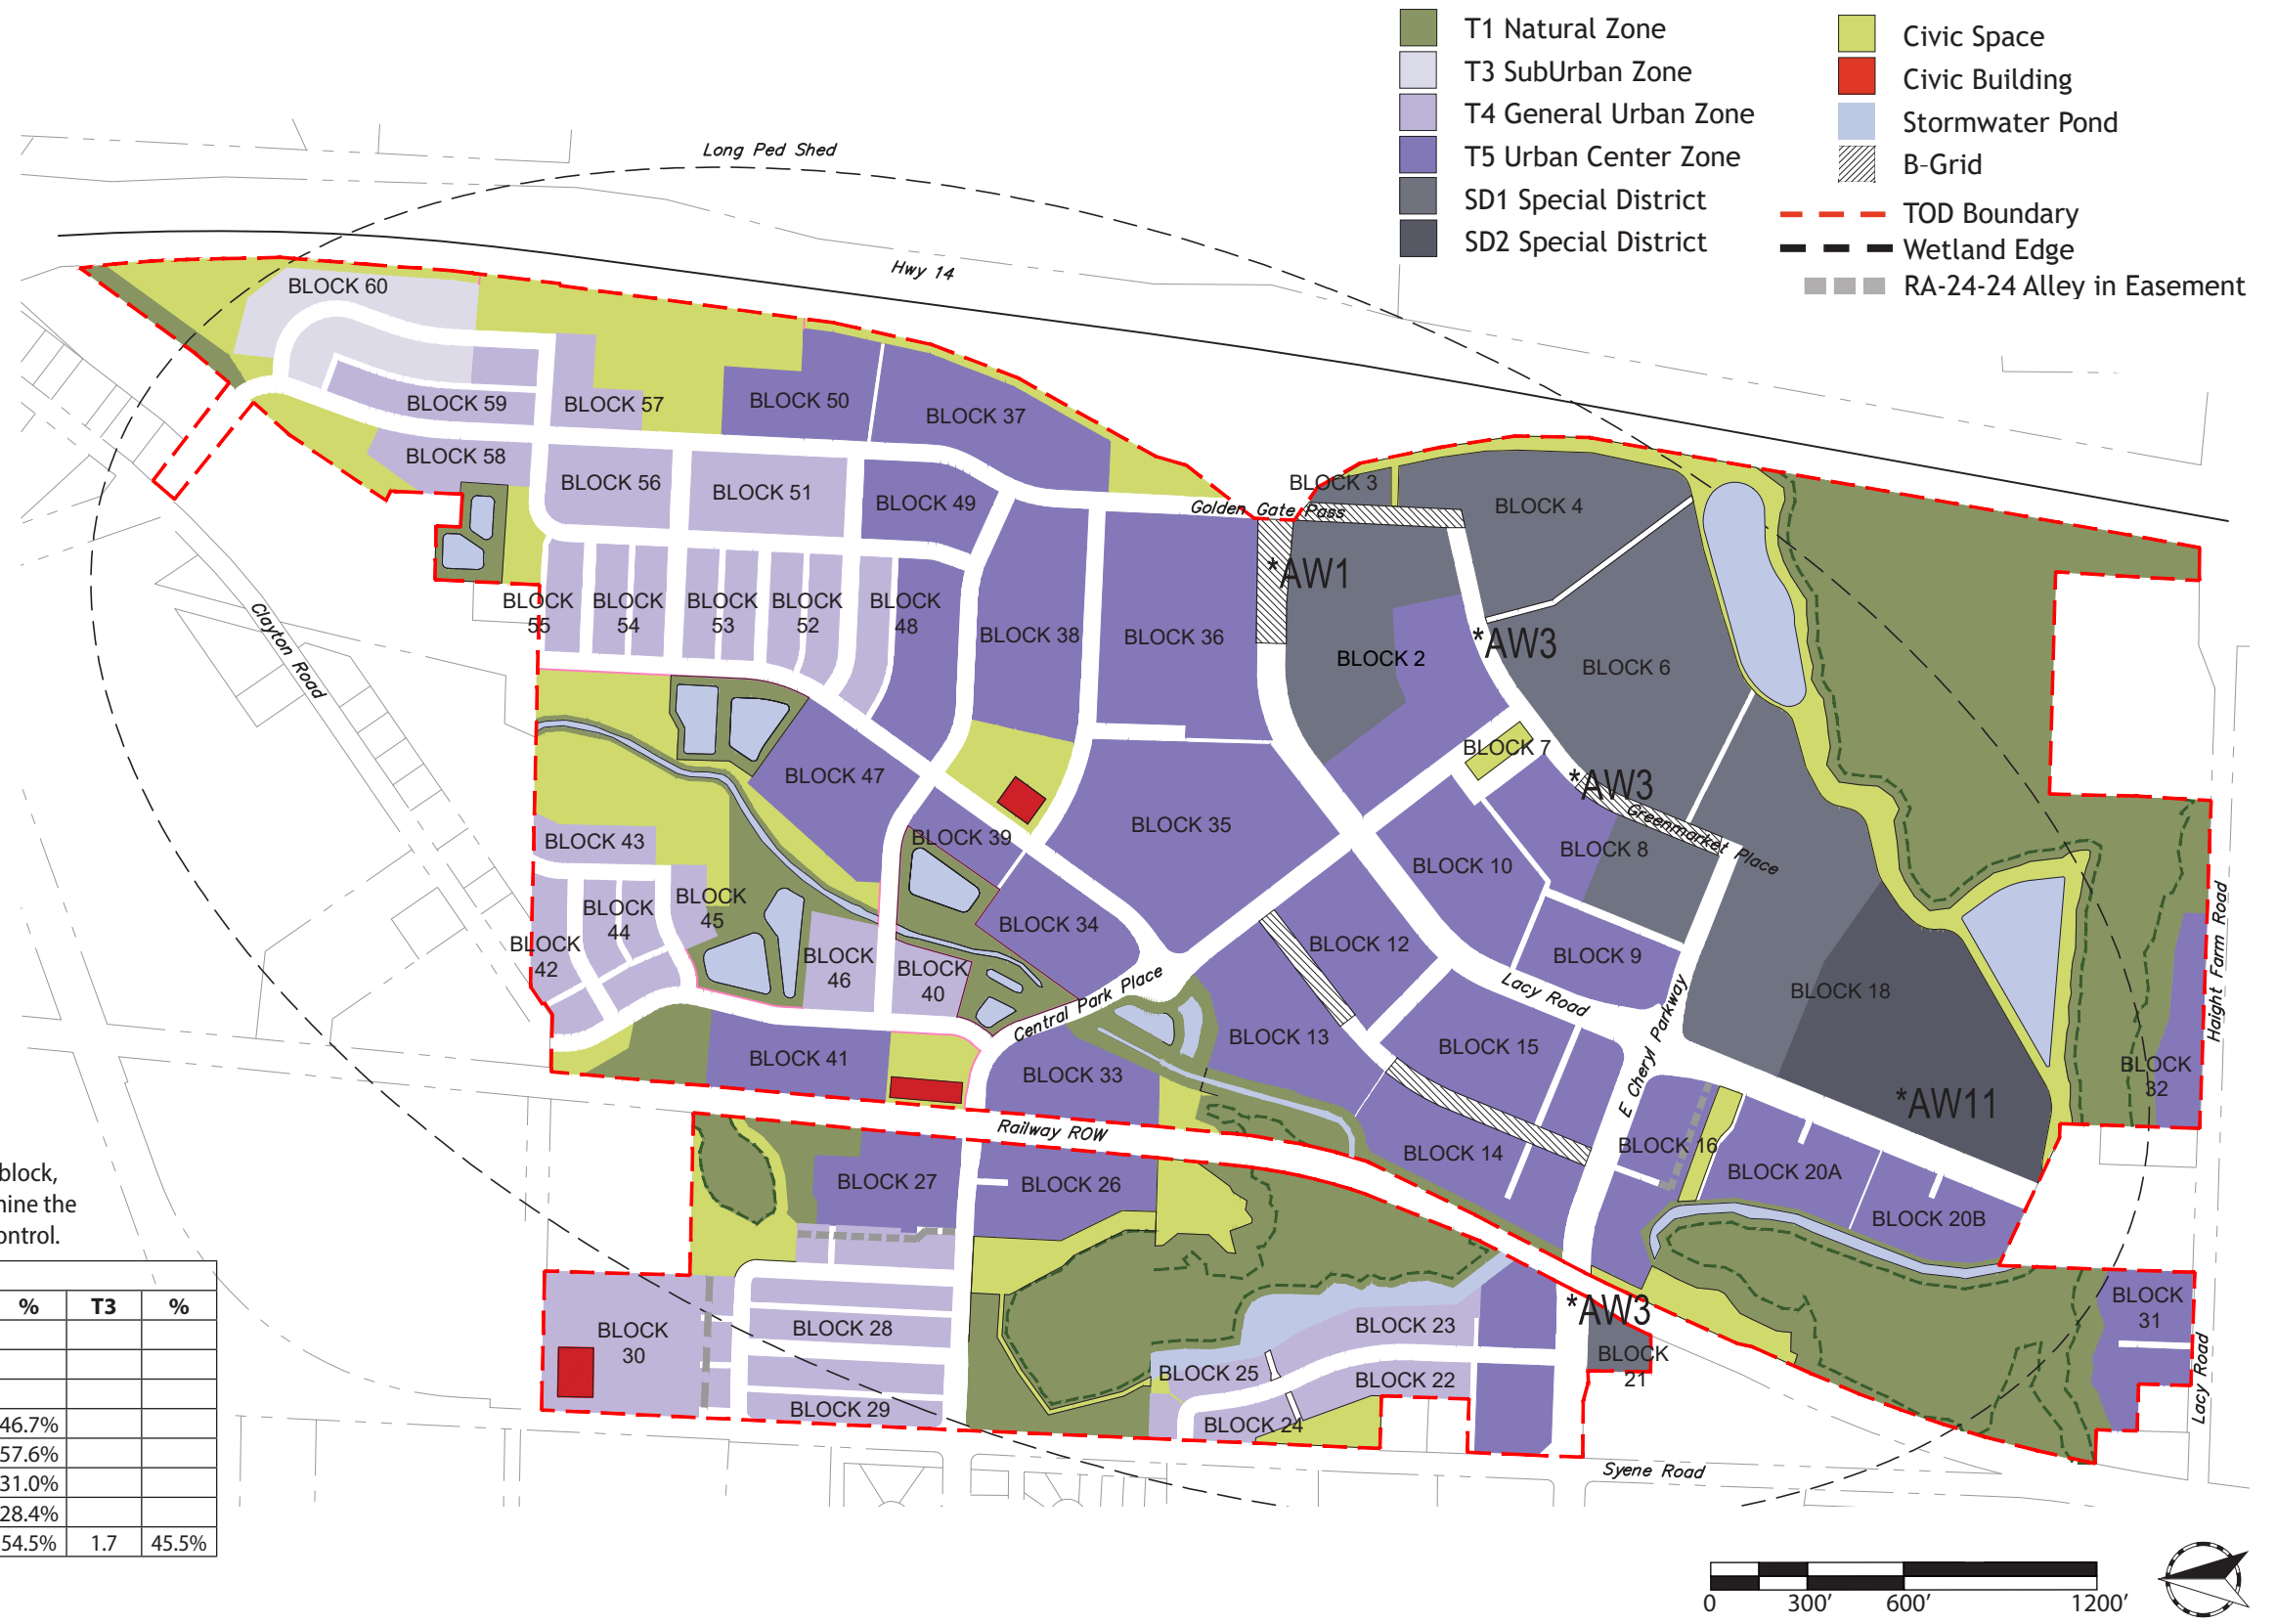 T1 Natural Zone
T3 SubUrban Zone
T4 General Urban Zone
T5 Urban Center Zone
SD1 Special District
SD2 Special District
Civic Space
Civic Building
Stormwater Pond
B-Grid
TOD Boundary
Wetland Edge
RA-24-24 Alley in Easement
Long Ped Shed
Hwy 14
BLOCK 60
BLOCK 59
BLOCK 57
BLOCK 50
BLOCK 37
BLOCK 58
BLOCK 56
BLOCK 51
BLOCK 49
BLOCK 3
Golden Gate Pass
BLOCK 4
*AW1
BLOCK
55
BLOCK
54
BLOCK
53
BLOCK
52
BLOCK
48
BLOCK 38
BLOCK 36
BLOCK 2
*AW3
BLOCK 6
Clayton Road
BLOCK 7
BLOCK 47
*AW3
Greenmarket Place
BLOCK 39
BLOCK 35
BLOCK 43
BLOCK 8
BLOCK 10
BLOCK
45
BLOCK
44
BLOCK
42
BLOCK 34
BLOCK 12
BLOCK 9
BLOCK
46
BLOCK
40
Central Park Place
Lacy Road
E Cheryl Parkway
BLOCK 18
Haight Farm Road
BLOCK 41
BLOCK 33
BLOCK 13
BLOCK 15
BLOCK
32
*AW11
Railway ROW
BLOCK 14
BLOCK 16
BLOCK 20A
BLOCK 20B
BLOCK 27
BLOCK 26
BLOCK
31
Lacy Road
*AW3
BLOCK
30
BLOCK 28
BLOCK 23
BLOCK
21
BLOCK 25
BLOCK 22
BLOCK 29
BLOCK 24
Syene Road
block,
mine the
ontrol.
% T3 %
46.7%
57.6%
31.0%
28.4%
54.5% 1.7 45.5%
0 300’ 600’ 1200’